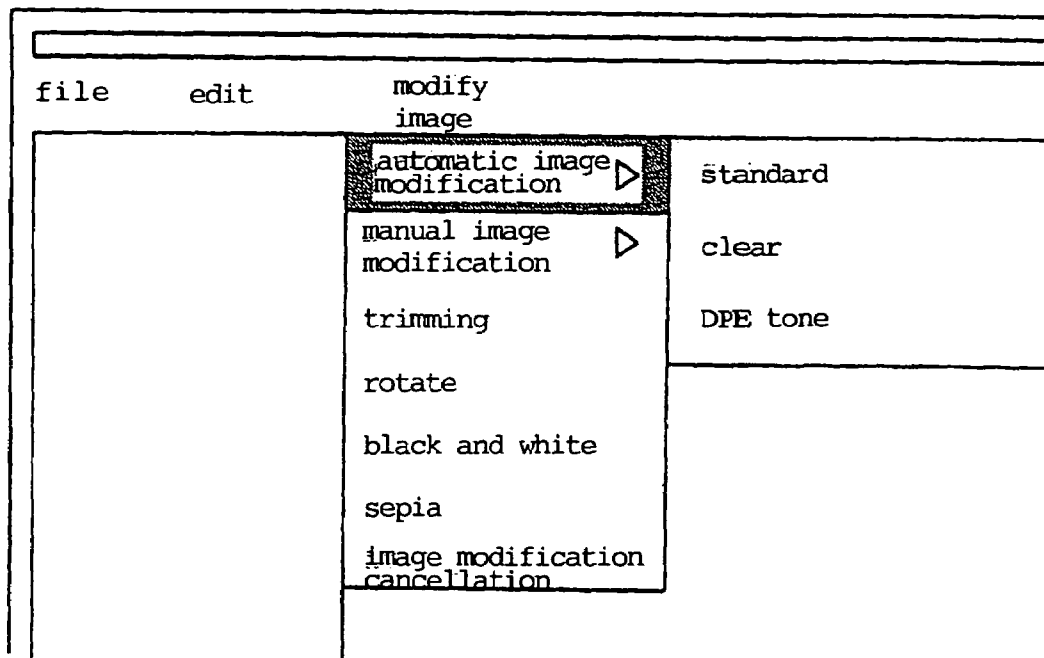 file edit modify
image
automatic image
modification
manual image
modification
trimming
rotate
black and white
sepia
image modification
cancellation
standard
clear
DPE tone